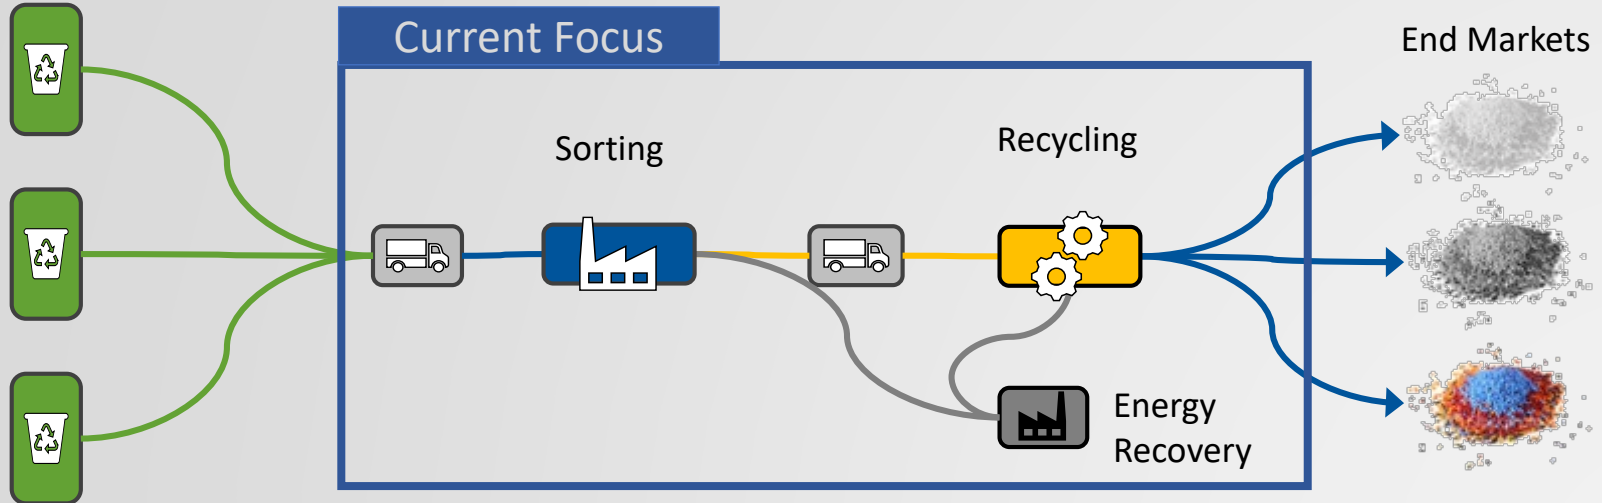 Current Focus
End Markets
Sorting
Recycling
Energy
Recovery